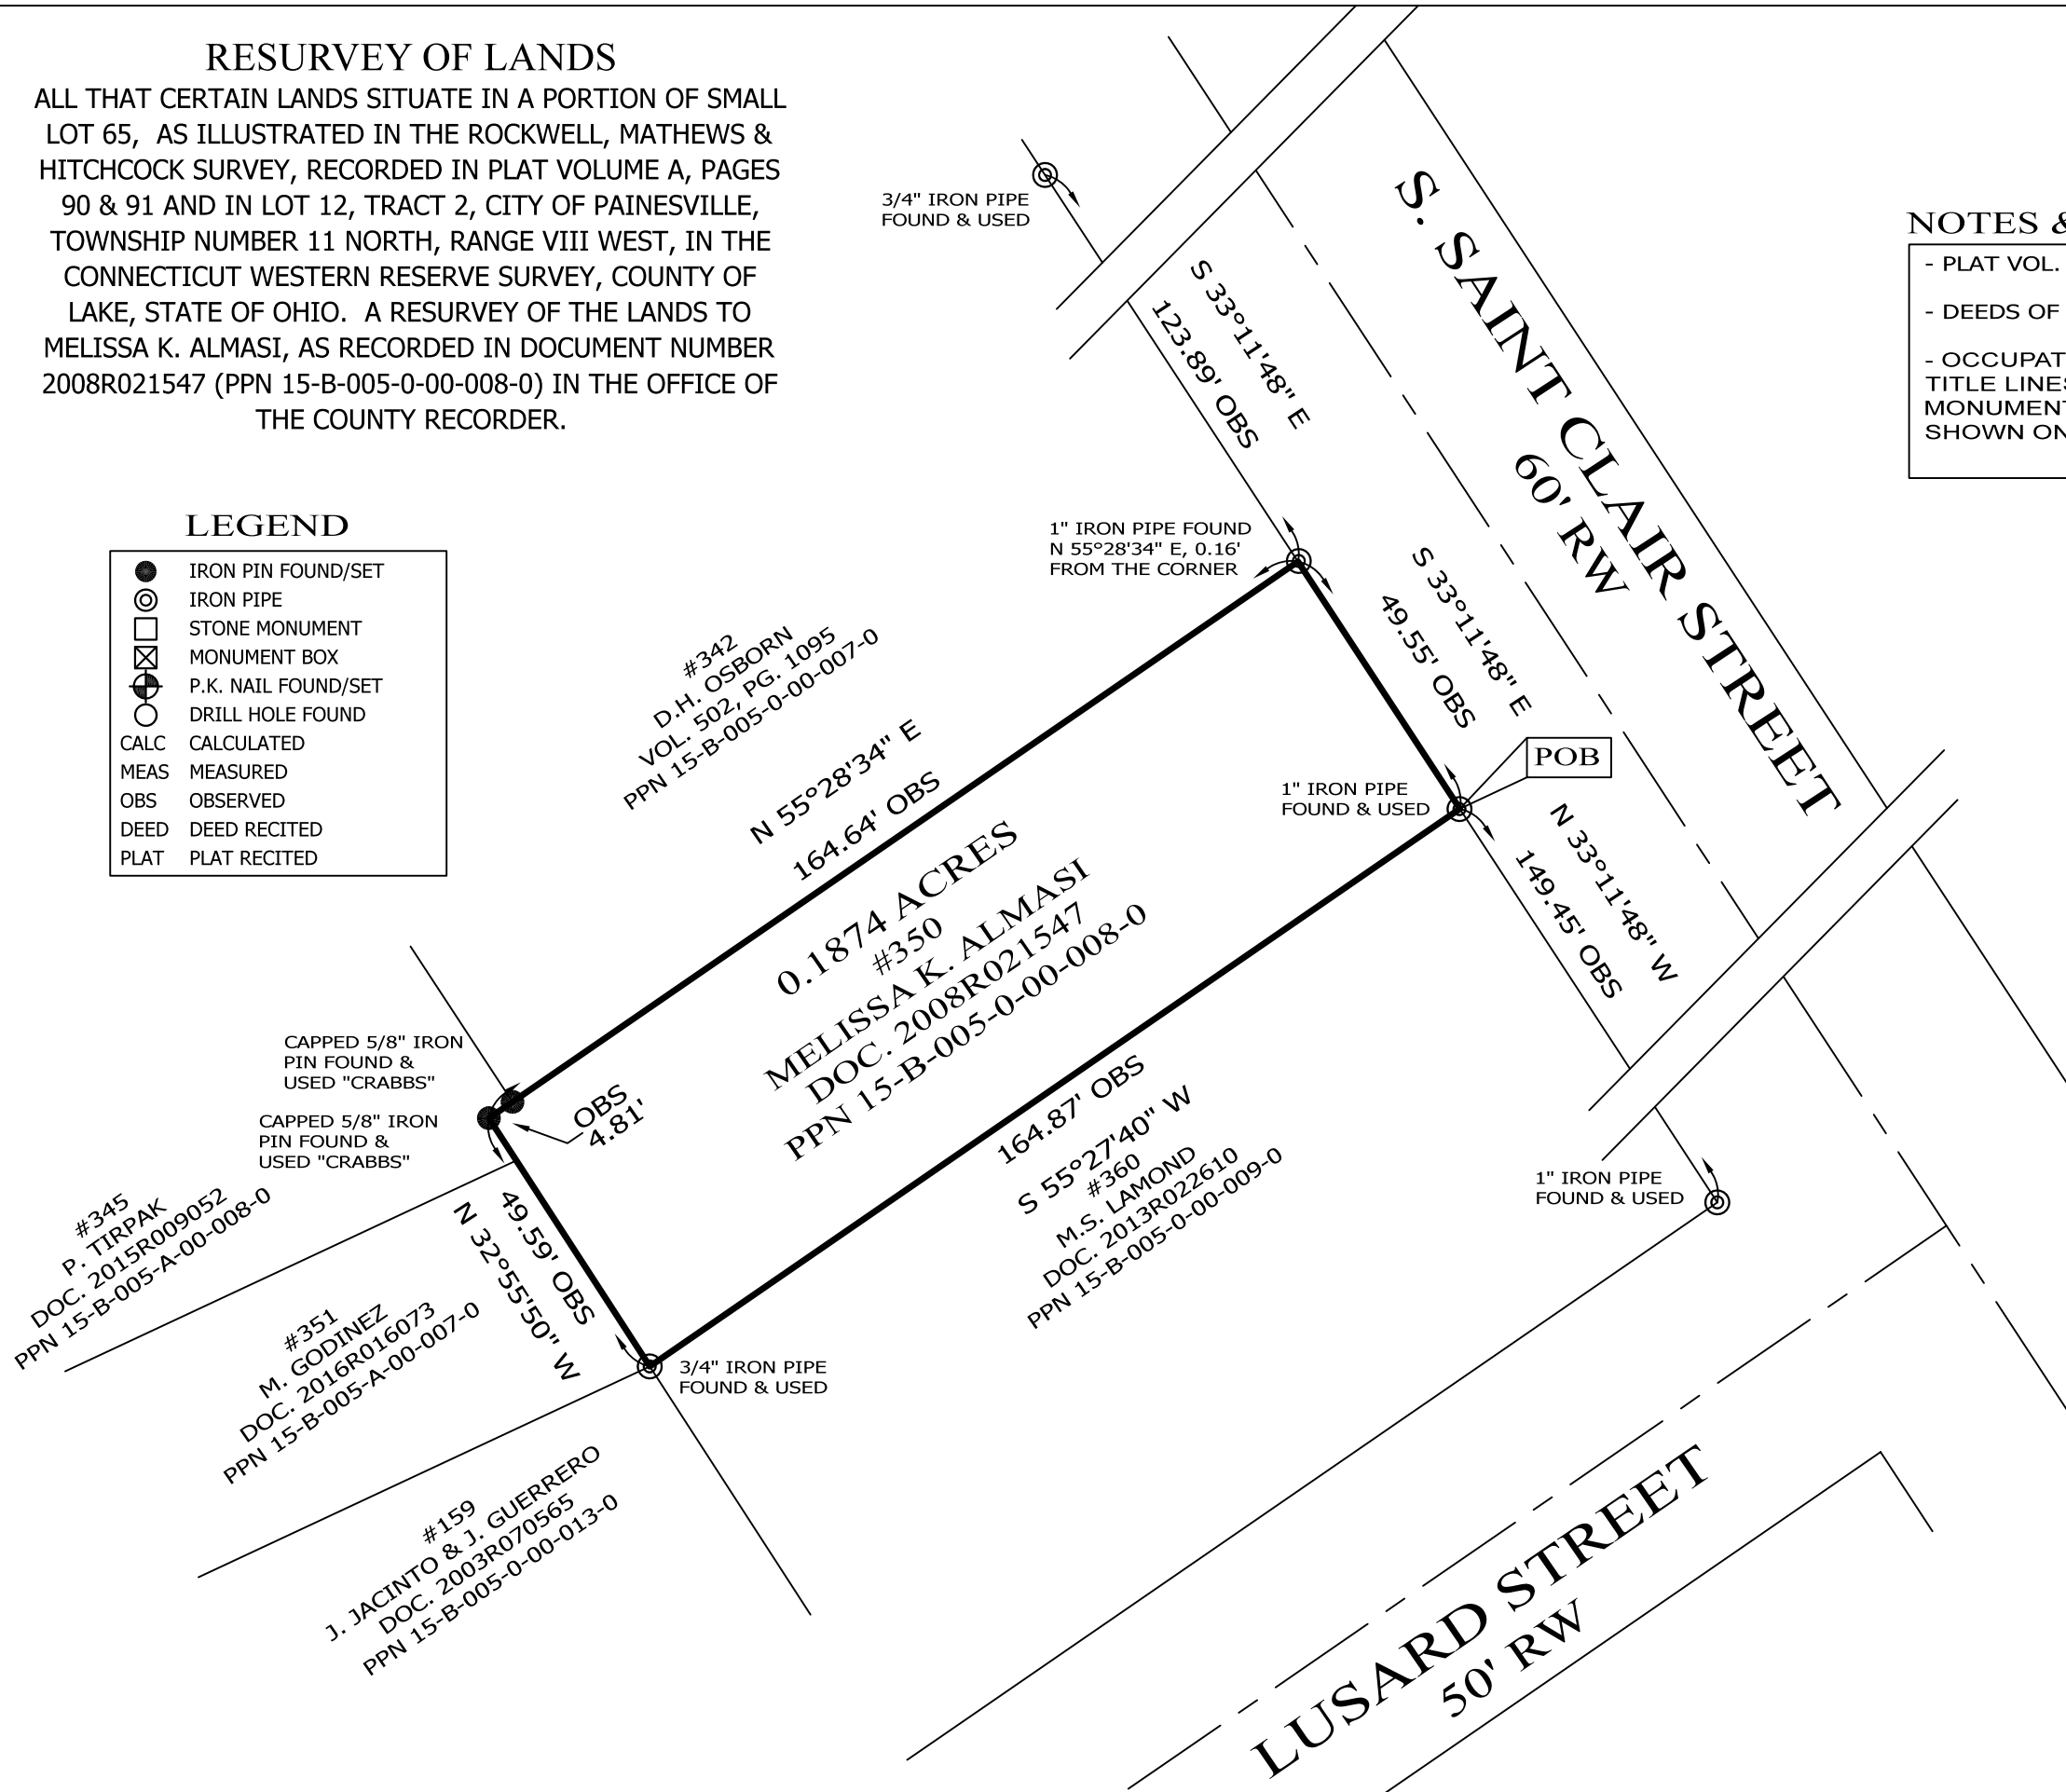 RESURVEY OF LANDS
ALL THAT CERTAIN LANDS SITUATE IN A PORTION OF SMALL
LOT 65, AS ILLUSTRATED IN THE ROCKWELL, MATHEWS &
HITCHCOCK SURVEY, RECORDED IN PLAT VOLUME A, PAGES
90 & 91 AND IN LOT 12, TRACT 2, CITY OF PAINESVILLE,
TOWNSHIP NUMBER 11 NORTH, RANGE VIII WEST, IN THE
CONNECTICUT WESTERN RESERVE SURVEY, COUNTY OF
LAKE, STATE OF OHIO. A RESURVEY OF THE LANDS TO
MELISSA K. ALMASI, AS RECORDED IN DOCUMENT NUMBER
2008R021547 (PPN 15-B-005-0-00-008-0) IN THE OFFICE OF
THE COUNTY RECORDER.
LEGEND
IRON PIN FOUND/SET
IRON PIPE
STONE MONUMENT
MONUMENT BOX
P.K. NAIL FOUND/SET
DRILL HOLE FOUND
CALC CALCULATED
MEAS MEASURED
OBS OBSERVED
DEED DEED RECITED
PLAT PLAT RECITED
3/4" IRON PIPE
FOUND & USED
S 33°11'48" E
123.89' OBS
S. SAINT CLAIR STREET
60' RW
NOTES &
- PLAT VOL.
- DEEDS OF
- OCCUPAT
TITLE LINES
MONUMENT
SHOWN ON
1" IRON PIPE FOUND
N 55°28'34" E, 0.16'
FROM THE CORNER
S 33°11'48" E
49.55' OBS
#342
D.H. OSBORN
VOL. 502, PG. 1095
PPN 15-B-005-0-00-007-0
N 55°28'34" E
164.64' OBS
POB
1" IRON PIPE
FOUND & USED
N 33°11'48" W
149.45' OBS
0.1874 ACRES
#350
MELISSA K. ALMASI
DOC. 2008R021547
PPN 15-B-005-0-00-008-0
CAPPED 5/8" IRON
PIN FOUND &
USED "CRABBS"
CAPPED 5/8" IRON
PIN FOUND &
USED "CRABBS"
OBS
4.81'
164.87' OBS
S 55°27'40" W
#360
M.S. LAMOND
DOC. 2013R022610
PPN 15-B-005-0-00-009-0
1" IRON PIPE
FOUND & USED
#345
P. TIRPAK
DOC. 2015R009052
PPN 15-B-005-A-00-008-0
49.59' OBS
N 32°55'50" W
#351
M. GODINEZ
DOC. 2016R016073
PPN 15-B-005-A-00-007-0
3/4" IRON PIPE
FOUND & USED
#159
J. JACINTO & J. GUERRERO
DOC. 2003R070565
PPN 15-B-005-0-00-013-0
LUSARD STREET
50' RW